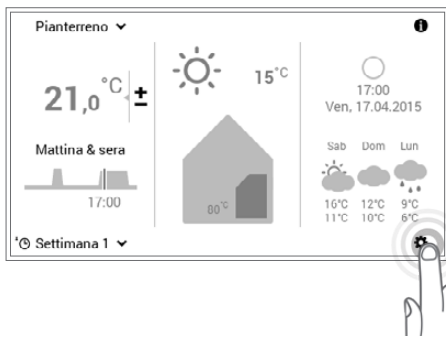 Pianterreno
21,0°C ±
Mattina & sera
17:00
Settimana 1
15°C
80°C
17:00
Ven, 17.04.2015
Sab Dom Lun
16°C 12°C 9°C
11°C 10°C 6°C